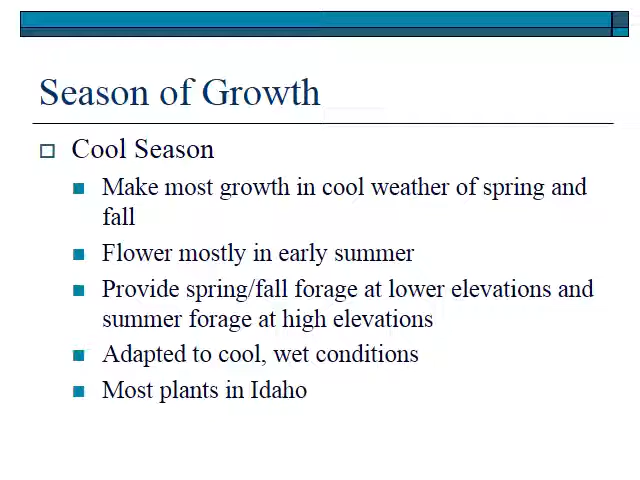 Season of Growth
Cool Season
Make most growth in cool weather of spring and
fall
Flower mostly in early summer
Provide spring/fall forage at lower elevations and
summer forage at high elevations
Adapted to cool, wet conditions
Most plants in Idaho